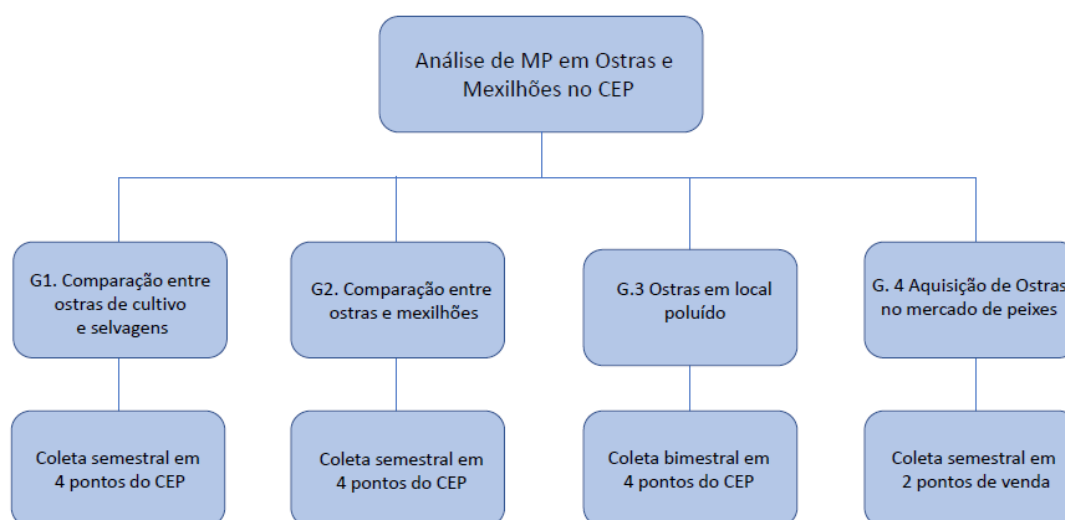 Análise de MP em Ostras e
Mexilhões no CEP
G1. Comparação entre
ostras de cultivo
e selvagens
G2. Comparação entre
ostras e mexilhões
G.3 Ostras em local
poluído
G. 4 Aquisição de Ostras
no mercado de peixes
Coleta semestral em
4 pontos do CEP
Coleta semestral em
4 pontos do CEP
Coleta bimestral em
4 pontos do CEP
Coleta semestral em
2 pontos de venda